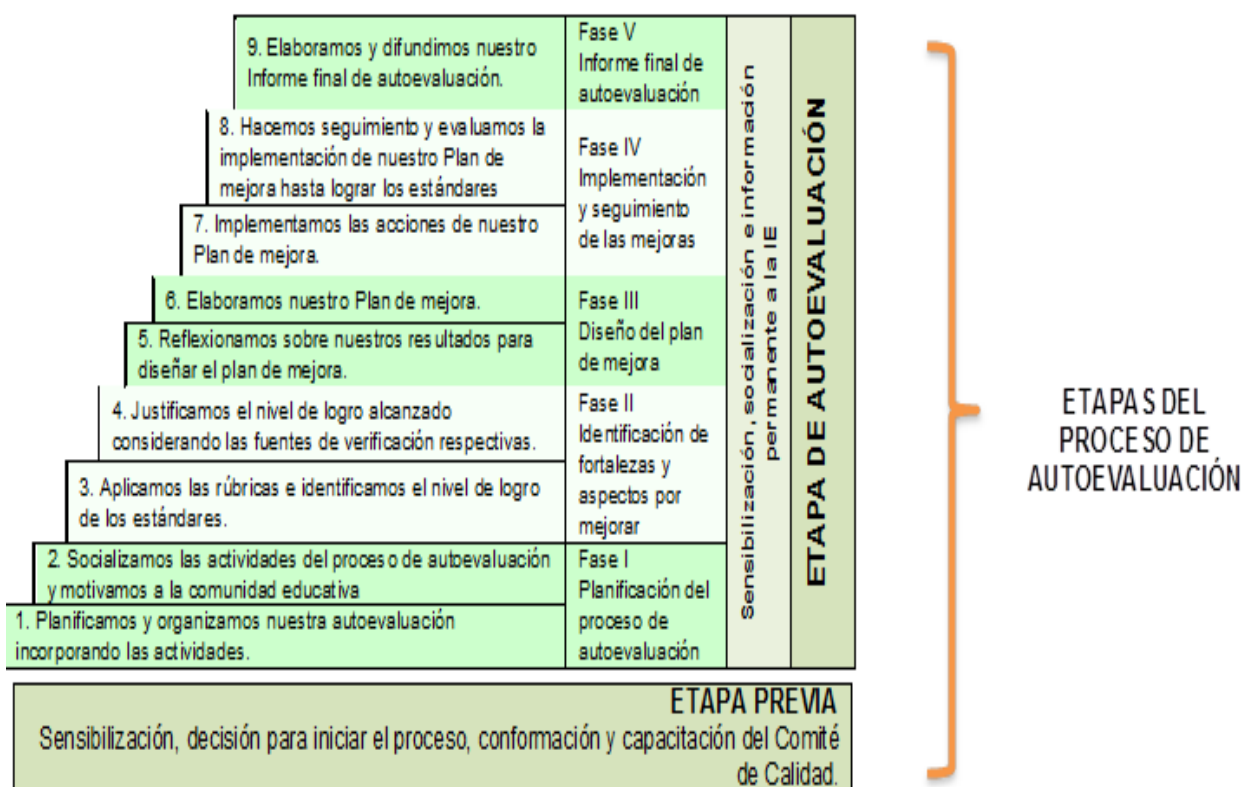 9. Elaboramos y difundimos nuestro
Informe final de autoevaluación.
Fase V
Informe final de
autoevaluación
8. Hacemos seguimiento y evaluamos la
implementación de nuestro Plan de
mejora hasta lograr los estándares
7. Implementamos las acciones de nuestro
Plan de mejora.
Fase IV
Implementación
y seguimiento
de las mejoras
6. Elaboramos nuestro Plan de mejora.
5. Reflexionamos sobre nuestros resultados para
diseñar el plan de mejora.
Fase III
Diseño del plan
de mejora
4. Justificamos el nivel de logro alcanzado
considerando las fuentes de verificación respectivas.
3. Aplicamos las rúbricas e identificamos el nivel de logro
de los estándares.
Fase II
Identificación de
fortalezas y
aspectos por
mejorar
2. Socializamos las actividades del proceso de autoevaluación
y motivamos a la comunidad educativa
1. Planificamos y organizamos nuestra autoevaluación
incorporando las actividades.
Fase I
Planificación del
proceso de
autoevaluación
Sensibilización, socialización e información
permanente a la IE
ETAPA DE AUTOEVALUACIÓN
ETAPA PREVIA
Sensibilización, decisión para iniciar el proceso, conformación y capacitación del Comité
de Calidad.
ETAPAS DEL
PROCESO DE
AUTOEVALUACIÓN